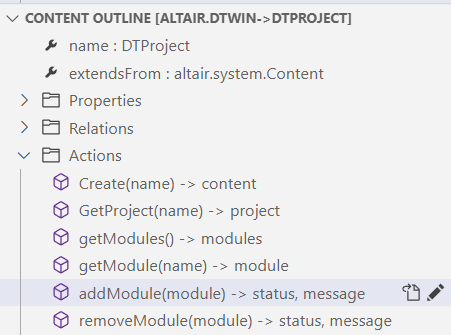 CONTENT OUTLINE [ALTAIR.DTWIN->DTPROJECT]
name : DTProject
extendsFrom : altair.system.Content
Properties
Relations
Actions
Create(name) -> content
GetProject(name) -> project
getModules() -> modules
getModule(name) -> module
addModule(module) -> status, message
removeModule(module) -> status, message